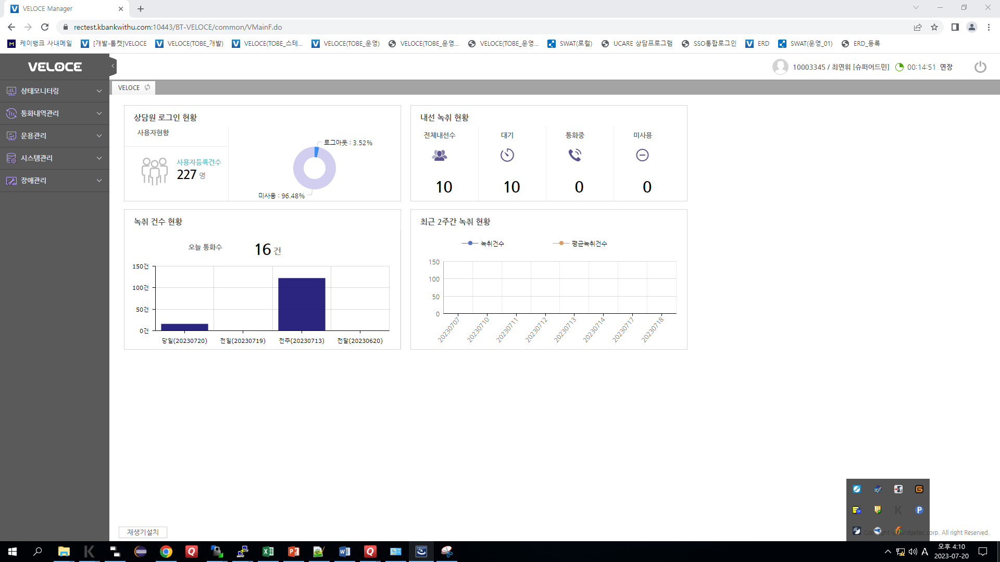 VELOCE Manager
rectest.kbankwithu.com:10443/BT-VELOCE/common/VMainF.do
케이뱅크 사내메일
[개발-톰켓]VELOCE
VELOCE(TOBE_개발)
VELOCE(TOBE_스테...
VELOCE(TOBE_운영)
VELOCE(TOBE_운영...
VELOCE(TOBE_운영...
SWAT(로컬)
UCARE 상담프로그램
SSO통합로그인
ERD
SWAT(운영_01)
ERD_등록
VELOCE
10003345 / 최연휘 [슈퍼어드민]
00:14:51 연장
상태모니터링
통화내역관리
운용관리
시스템관리
장애관리
VELOCE
상담원 로그인 현황
사용자현황
사용자등록건수
227 명
로그아웃 : 3.52%
미사용 : 96.48%
내선 녹취 현황
전체내선수 대기 통화중 미사용
10 10 0 0
녹취 건수 현황
오늘 통화수 16 건
150건
100건
50건
0건
당일(20230720) 전일(20230719) 전주(20230713) 전달(20230620)
최근 2주간 녹취 현황
녹취건수 평균녹취건수
150
100
50
0
20230707 20230710 20230711 20230712 20230713 20230714 20230717 20230718
재생기설치
corp. All right Reserved.
오후 4:10
2023-07-20